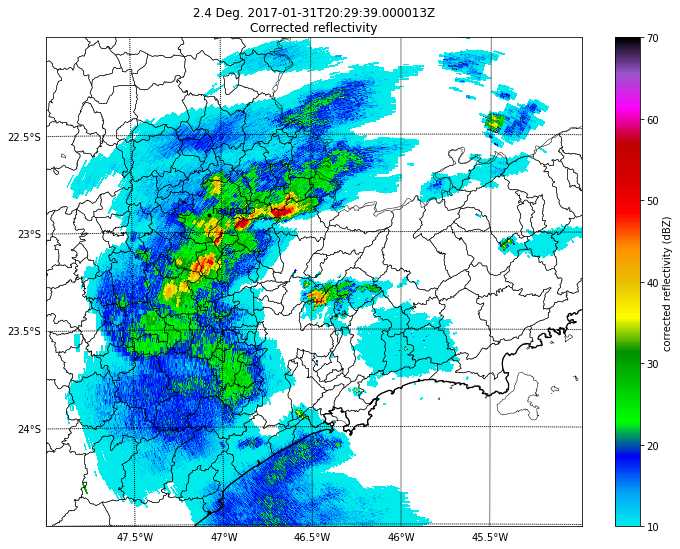 2.4 Deg. 2017-01-31T20:29:39.000013Z
Corrected reflectivity
22.5°S
23°S
23.5°S
24°S
47.5°W
47°W
46.5°W
46°W
45.5°W
70
60
50
40
30
20
10
corrected reflectivity (dBZ)